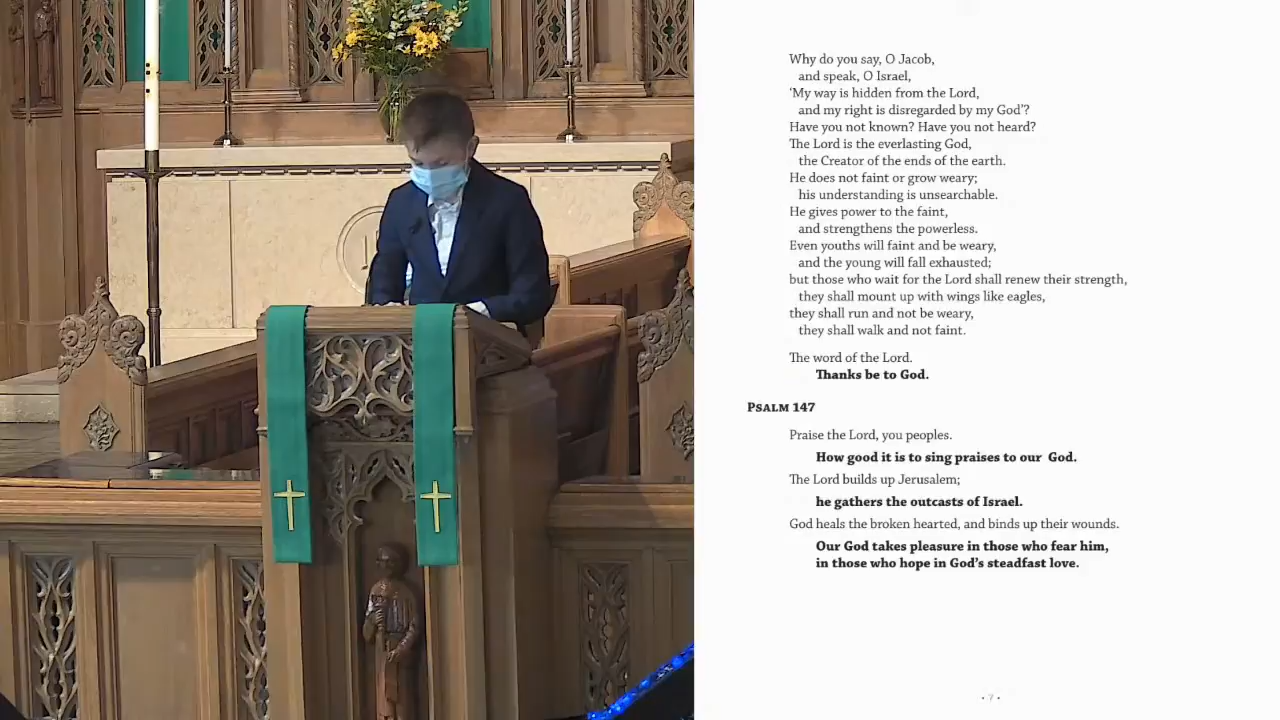 Why do you say, O Jacob,
and speak, O Israel,
‘My way is hidden from the Lord,
and my right is disregarded by my God’?
Have you not known? Have you not heard?
The Lord is the everlasting God,
the Creator of the ends of the earth.
He does not faint or grow weary;
his understanding is unsearchable.
He gives power to the faint,
and strengthens the powerless.
Even youths will faint and be weary,
and the young will fall exhausted;
but those who wait for the Lord shall renew their strength,
they shall mount up with wings like eagles,
they shall run and not be weary,
they shall walk and not faint.
The word of the Lord.
Thanks be to God.
PSALM 147
Praise the Lord, you peoples.
How good it is to sing praises to our God.
The Lord builds up Jerusalem;
he gathers the outcasts of Israel.
God heals the broken hearted, and binds up their wounds.
Our God takes pleasure in those who fear him,
in those who hope in God’s steadfast love.
• 7 •